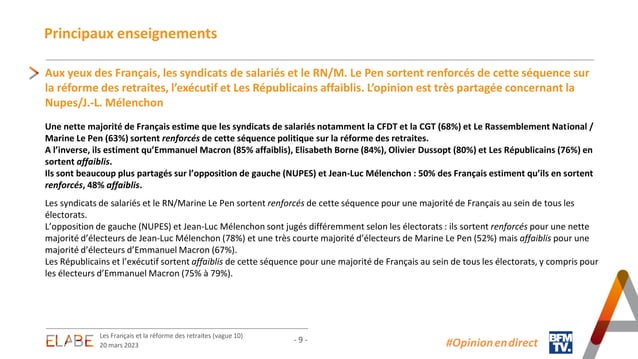 Principaux enseignements
Aux yeux des Français, les syndicats de salariés et le RN/M. Le Pen sortent renforcés de cette séquence sur
la réforme des retraites, l’exécutif et Les Républicains affaiblis. L’opinion est très partagée concernant la
Nupes/J.-L. Mélenchon
Une nette majorité de Français estime que les syndicats de salariés notamment la CFDT et la CGT (68%) et Le Rassemblement National /
Marine Le Pen (63%) sortent renforcés de cette séquence politique sur la réforme des retraites.
A l’inverse, ils estiment qu’Emmanuel Macron (85% affaiblis), Elisabeth Borne (84%), Olivier Dussopt (80%) et Les Républicains (76%) en
sortent affaiblis.
Ils sont beaucoup plus partagés sur l’opposition de gauche (NUPES) et Jean-Luc Mélenchon : 50% des Français estiment qu’ils en sortent
renforcés, 48% affaiblis.
Les syndicats de salariés et le RN/Marine Le Pen sortent renforcés de cette séquence pour une majorité de Français au sein de tous les
électorats.
L’opposition de gauche (NUPES) et Jean-Luc Mélenchon sont jugés différemment selon les électorats : ils sortent renforcés pour une nette
majorité d’électeurs de Jean-Luc Mélenchon (78%) et une très courte majorité d’électeurs de Marine Le Pen (52%) mais affaiblis pour une
majorité d’électeurs d’Emmanuel Macron (67%).
Les Républicains et l’exécutif sortent affaiblis de cette séquence pour une majorité de Français au sein de tous les électorats, y compris pour
les électeurs d’Emmanuel Macron (75% à 79%).
ELABE
Les Français et la réforme des retraites (vague 10)
20 mars 2023
- 9 -
#Opinionendirect
BFM
TV.